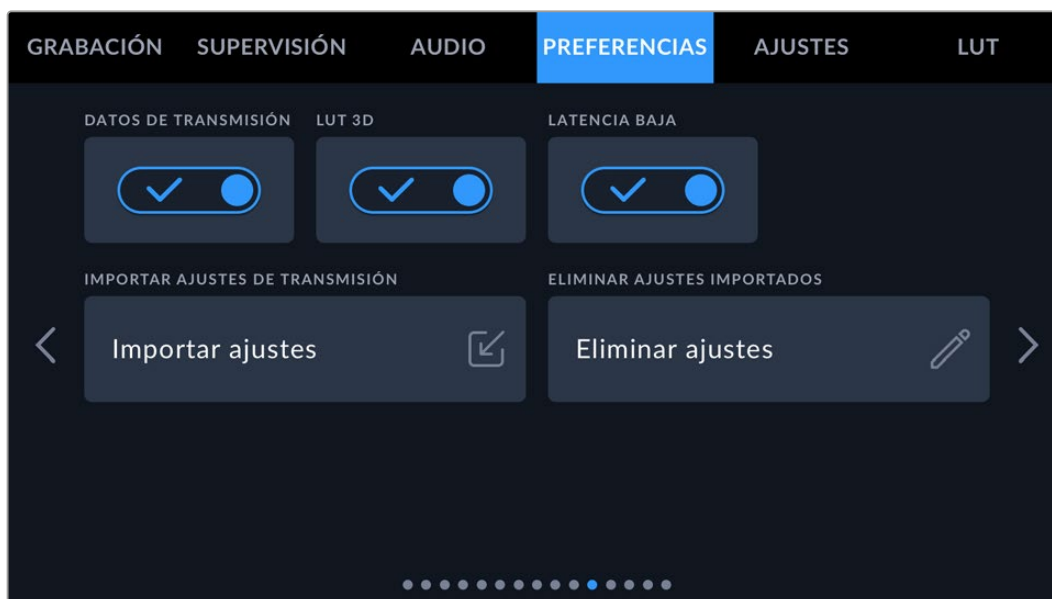 GRABACIÓN SUPERVISIÓN AUDIO PREFERENCIAS AJUSTES LUT
DATOS DE TRANSMISIÓN LUT 3D LATENCIA BAJA
IMPORTAR AJUSTES DE TRANSMISIÓN ELIMINAR AJUSTES IMPORTADOS
Importar ajustes Eliminar ajustes